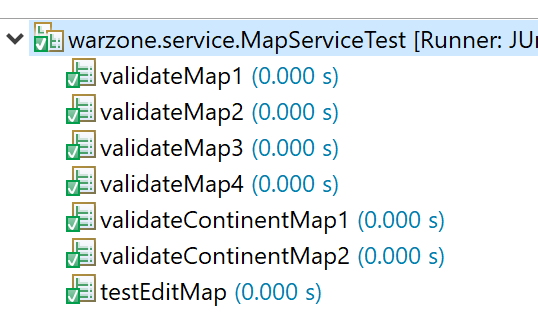 warzone.service.MapServiceTest [Runner: JU
validateMap1 (0.000 s)
validateMap2 (0.000 s)
validateMap3 (0.000 s)
validateMap4 (0.000 s)
validateContinentMap1 (0.000 s)
validateContinentMap2 (0.000 s)
testEditMap (0.000 s)